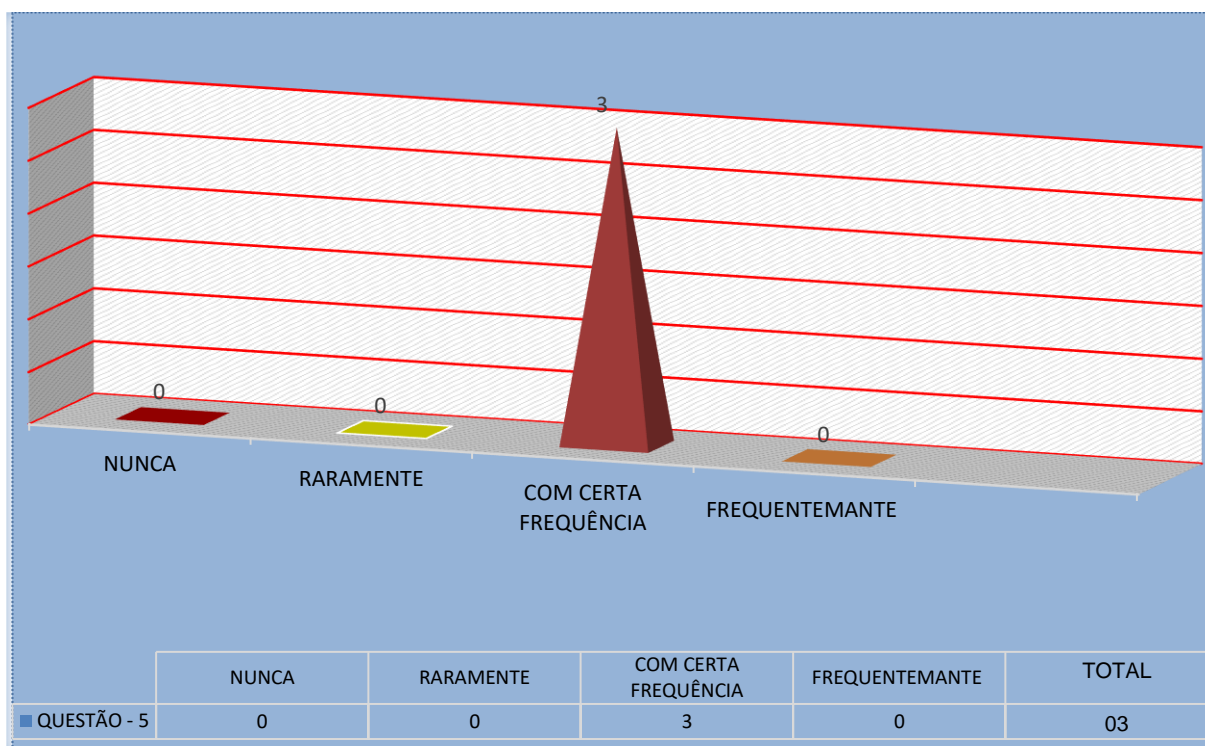 3
0
0
0
NUNCA
RARAMENTE
COM CERTA
FREQUÊNCIA
FREQUENTEMANTE
NUNCA
RARAMENTE
COM CERTA
FREQUÊNCIA
FREQUENTEMANTE
TOTAL
QUESTÃO - 5
0
0
3
0
03